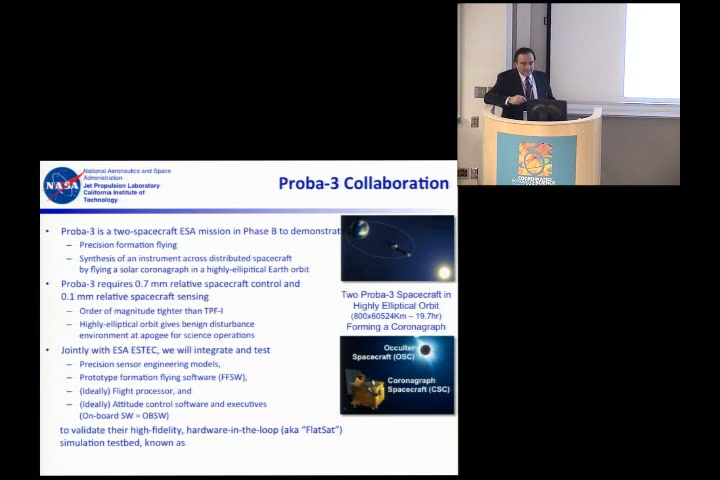 National Aeronautics and Space
Administration
Jet Propulsion Laboratory
California Institute of
Technology
NASA
Proba-3 Collaboration
• Proba-3 is a two-spacecraft ESA mission in Phase B to demonstrat
– Precision formation flying
– Synthesis of an instrument across distributed spacecraft
by flying a solar coronagraph in a highly-ellipitical Earth orbit
• Proba-3 requires 0.7 mm relative spacecraft control and
0.1 mm relative spacecraft sensing
– Order of magnitude tighter than TPF-I
– Highly-elliptical orbit gives benign disturbance
environment at apogee for science operations
• Jointly with ESA ESTEC, we will integrate and test
– Precision sensor engineering models,
– Prototype formation flying software (FFSW),
– (Ideally) Flight processor, and
– (Ideally) Attitude control software and executives
(On-board SW = OBSW)
to validate their high-fidelity, hardware-in-the-loop (aka “FlatSat”)
simulation testbed, known as
Two Proba-3 Spacecraft in
Highly Elliptical Orbit
(800x60524Km – 19.7hr)
Forming a Coronagraph
Occulter
Spacecraft (OSC)
Coronagraph
Spacecraft (CSC)
COORDINATED